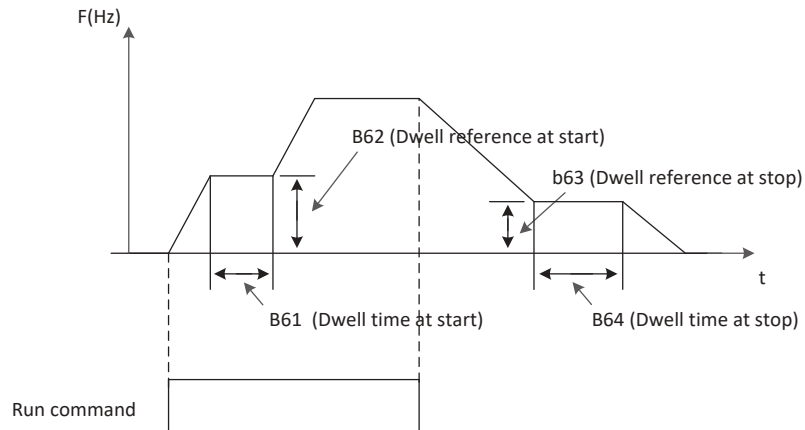 F(Hz)
B62 (Dwell reference at start)
b63 (Dwell reference at stop)
t
B61 (Dwell time at start)
B64 (Dwell time at stop)
Run command